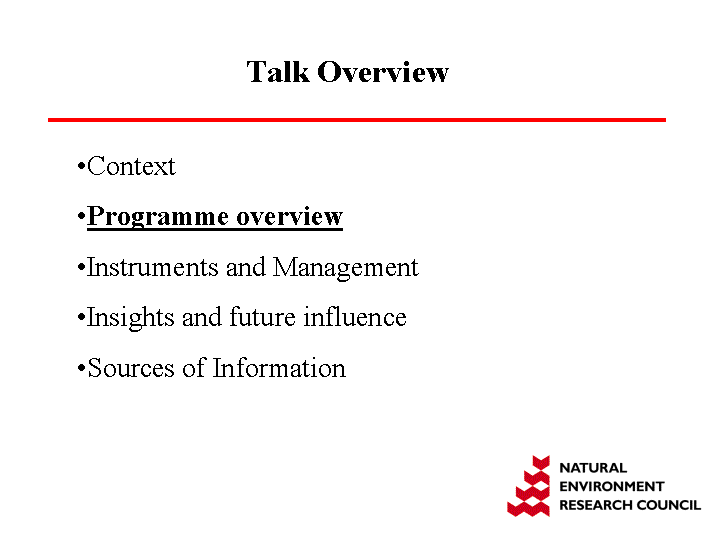 Talk Overview
•Context
•Programme overview
•Instruments and Management
•Insights and future influence
•Sources of Information
NATURAL
ENVIRONMENT
RESEARCH COUNCIL